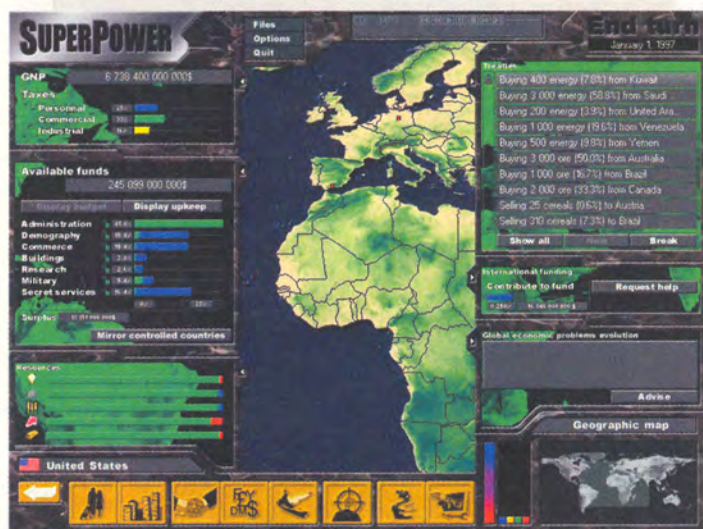 SUPERPOWER
Files
Options
Quit
End turn
January 1, 1997
GNP 6 738 400 000 000$
Taxes
Personnal
Commercial
Industrial
Available funds
245 099 000 000$
Display budget Display upkeep
Administration
Demography
Commerce
Buildings
Research
Military
Secret services
Surplus
Mirror controlled countries
Resources
United States
Treaties
Buying 400 energy (7.8%) from Kuwait
Buying 3 000 energy (58.8%) from Saudi
Buying 200 energy (3.9%) from United Ara...
Buying 1 000 energy (19.6%) from Venezuela
Buying 500 energy (9.8%) from Yemen
Buying 3 000 ore (50.0%) from Australia
Buying 1 000 ore (16.7%) from Brazil
Buying 2 000 ore (33.3%) from Canada
Selling 25 cereals (0.6%) to Austria
Selling 313 cereals (7.3%) to Brazil
Show all Break
International funding
Contribute to fund Request help
Global economic problems evolution
Advise
Geographic map